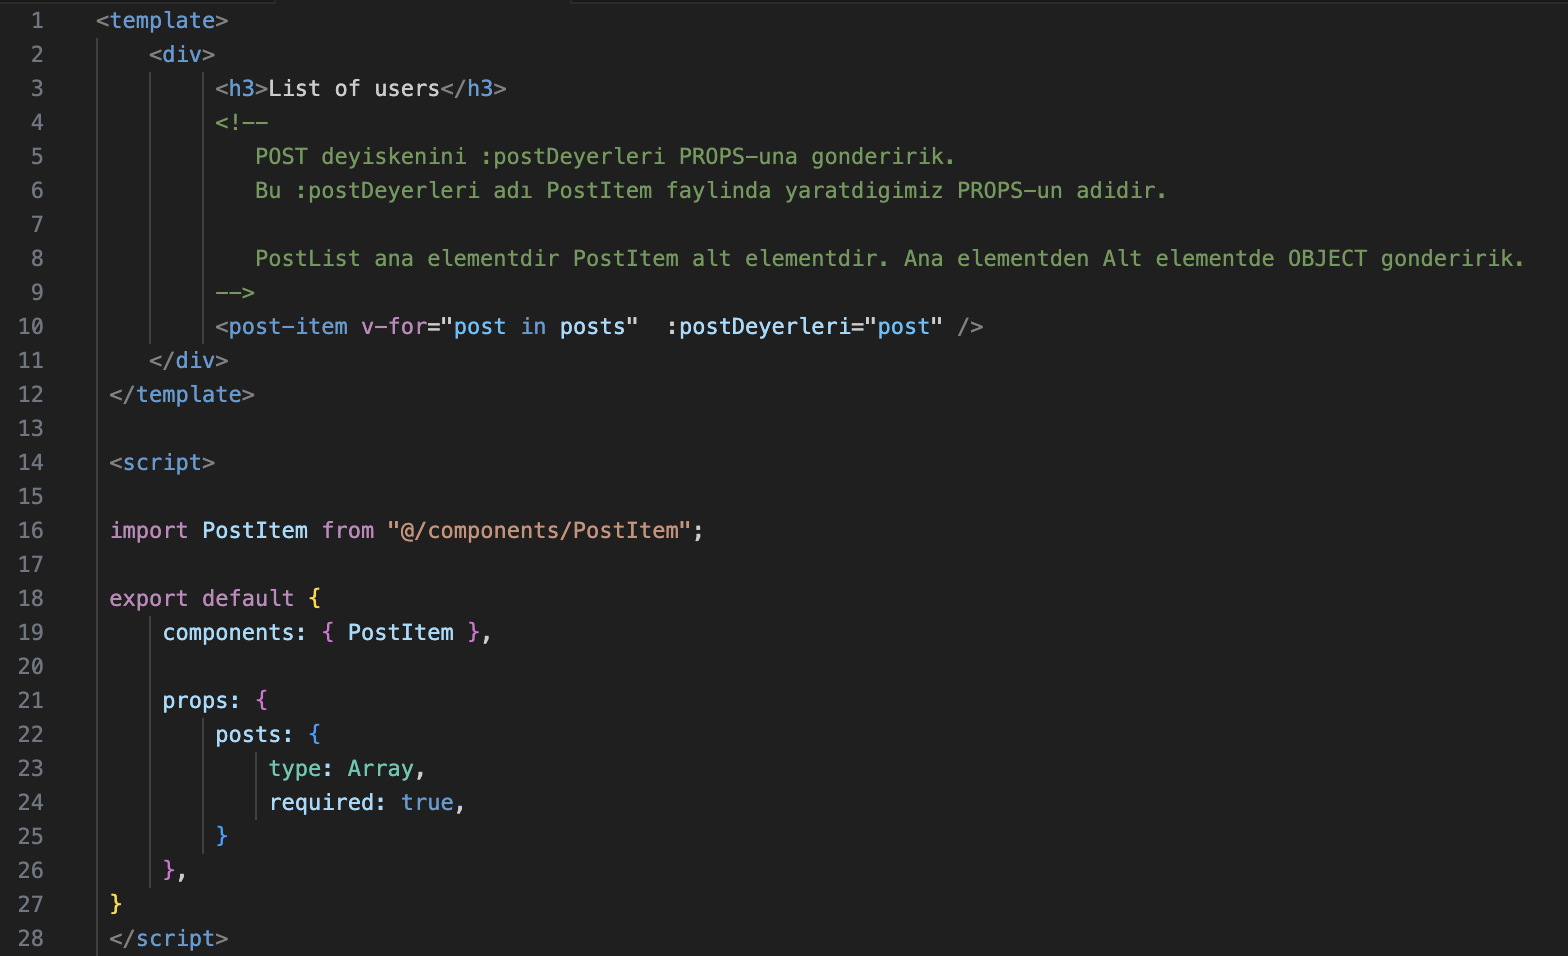 1 <template>
2 <div>
3 <h3>List of users</h3>
4 <!--
5 POST deyiskenini :postDeyerleri PROPS-una gonderirik.
6 Bu :postDeyerleri adı PostItem faylinda yaratdigimiz PROPS-un adidir.
7
8 PostList ana elementdir PostItem alt elementdir. Ana elementden Alt elementde OBJECT gonderirik.
9 -->
10 <post-item v-for="post in posts"  :postDeyerleri="post" />
11 </div>
12 </template>
13
14 <script>
15
16 import PostItem from "@/components/PostItem";
17
18 export default {
19 components: { PostItem },
20
21 props: {
22 posts: {
23 type: Array,
24 required: true,
25 }
26 },
27 }
28 </script>